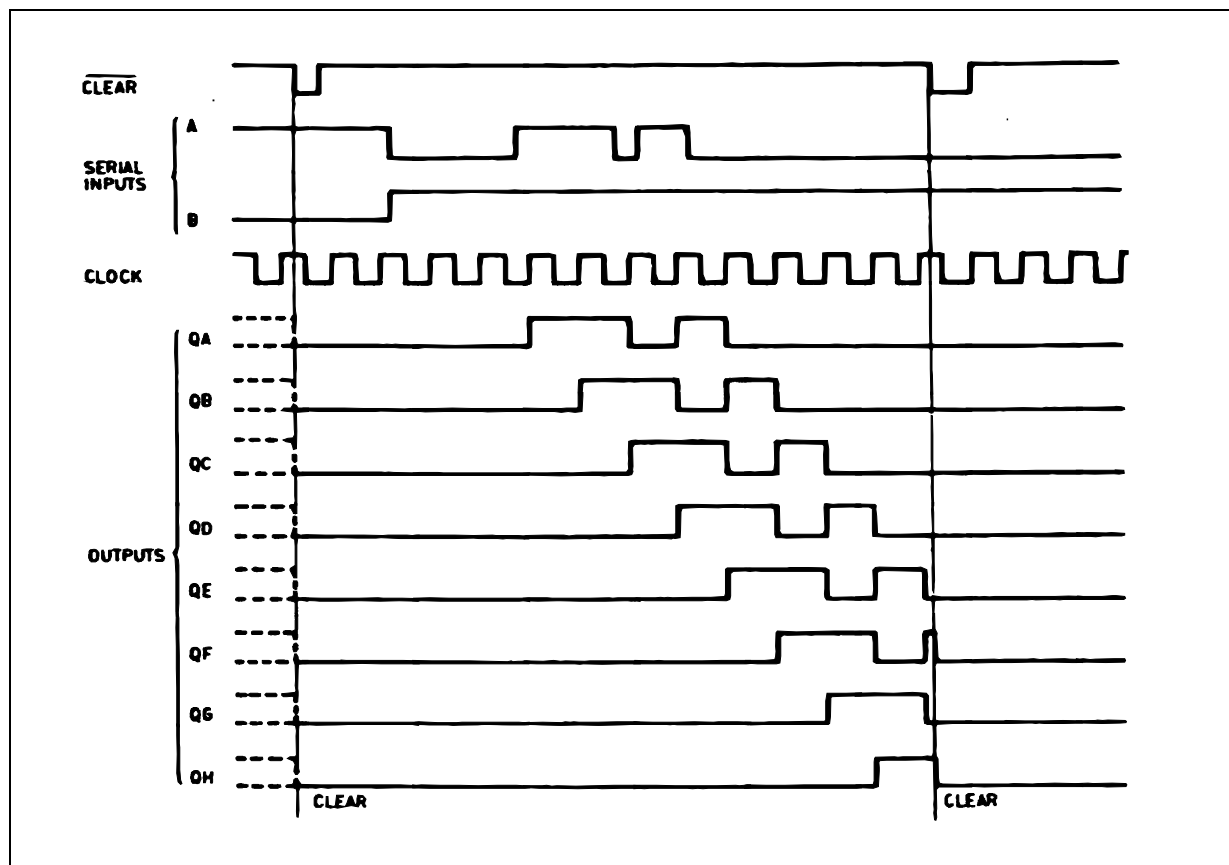 CLEAR
A
SERIAL
INPUTS
B
CLOCK
QA
QB
QC
QD
OUTPUTS
QE
QF
QG
QH
CLEAR
CLEAR